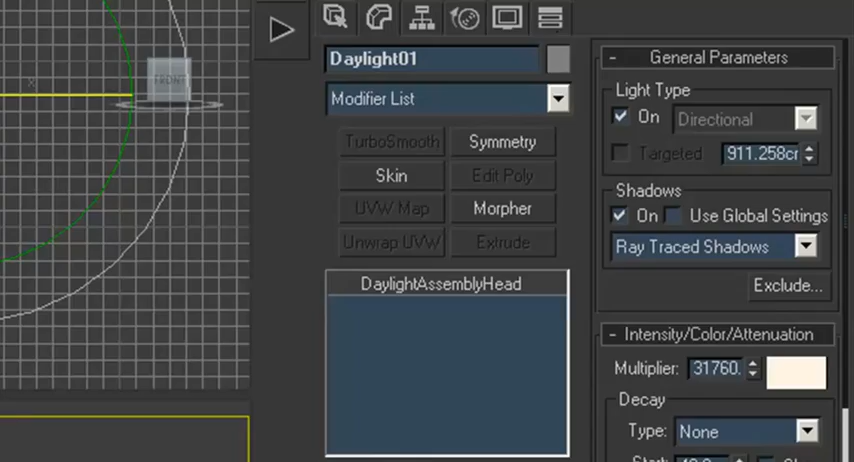 FRONT
Daylight01
Modifier List
TurboSmooth
Symmetry
Skin
Edit Poly
UVW Map
Morpher
Unwrap UVW
Extrude
DaylightAssemblyHead
- General Parameters
Light Type
On
Directional
Targeted
911.258cr
Shadows
On
Use Global Settings
Ray Traced Shadows
Exclude...
- Intensity/Color/Attenuation
Multiplier:
31760.
Decay
Type:
None